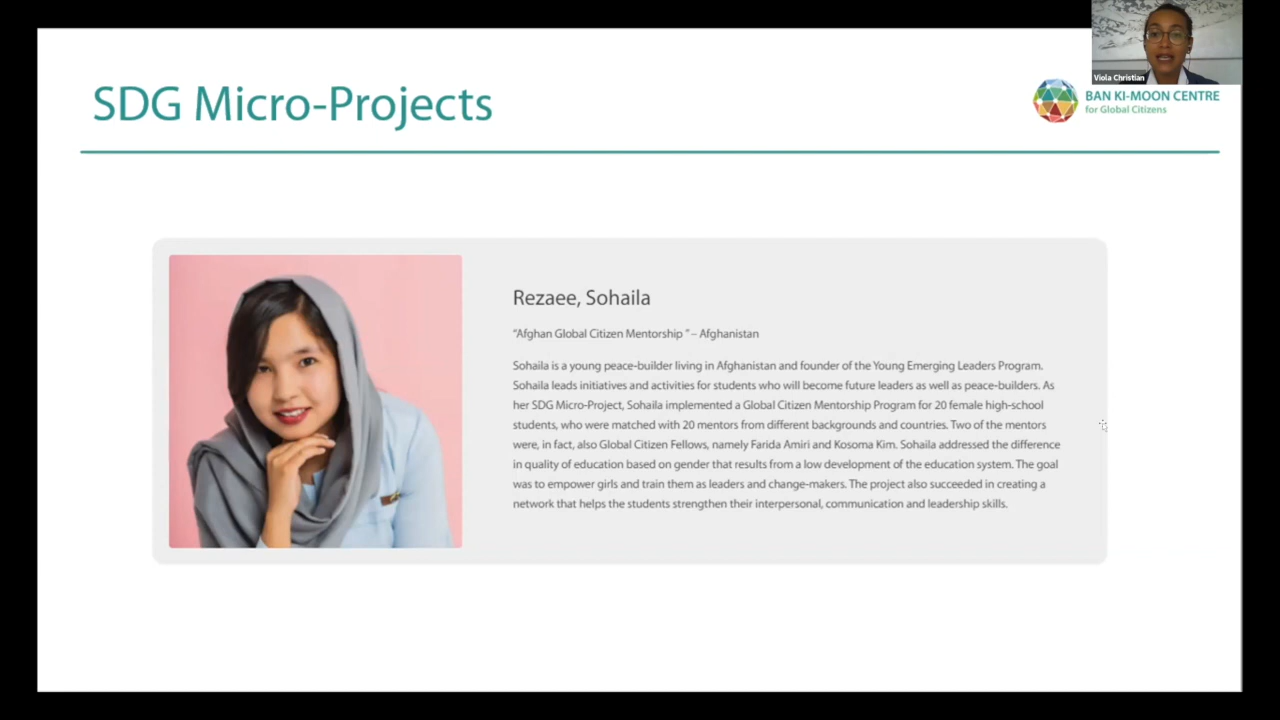 Viola Christian
SDG Micro-Projects
BAN KI-MOON CENTRE
for Global Citizens
Rezaee, Sohaila
“Afghan Global Citizen Mentorship ” – Afghanistan
Sohaila is a young peace-builder living in Afghanistan and founder of the Young Emerging Leaders Program.
Sohaila leads initiatives and activities for students who will become future leaders as well as peace-builders. As
her SDG Micro-Project, Sohaila implemented a Global Citizen Mentorship Program for 20 female high-school
students, who were matched with 20 mentors from different backgrounds and countries. Two of the mentors
were, in fact, also Global Citizen Fellows, namely Farida Amiri and Kosoma Kim. Sohaila addressed the difference
in quality of education based on gender that results from a low development of the education system. The goal
was to empower girls and train them as leaders and change-makers. The project also succeeded in creating a
network that helps the students strengthen their interpersonal, communication and leadership skills.